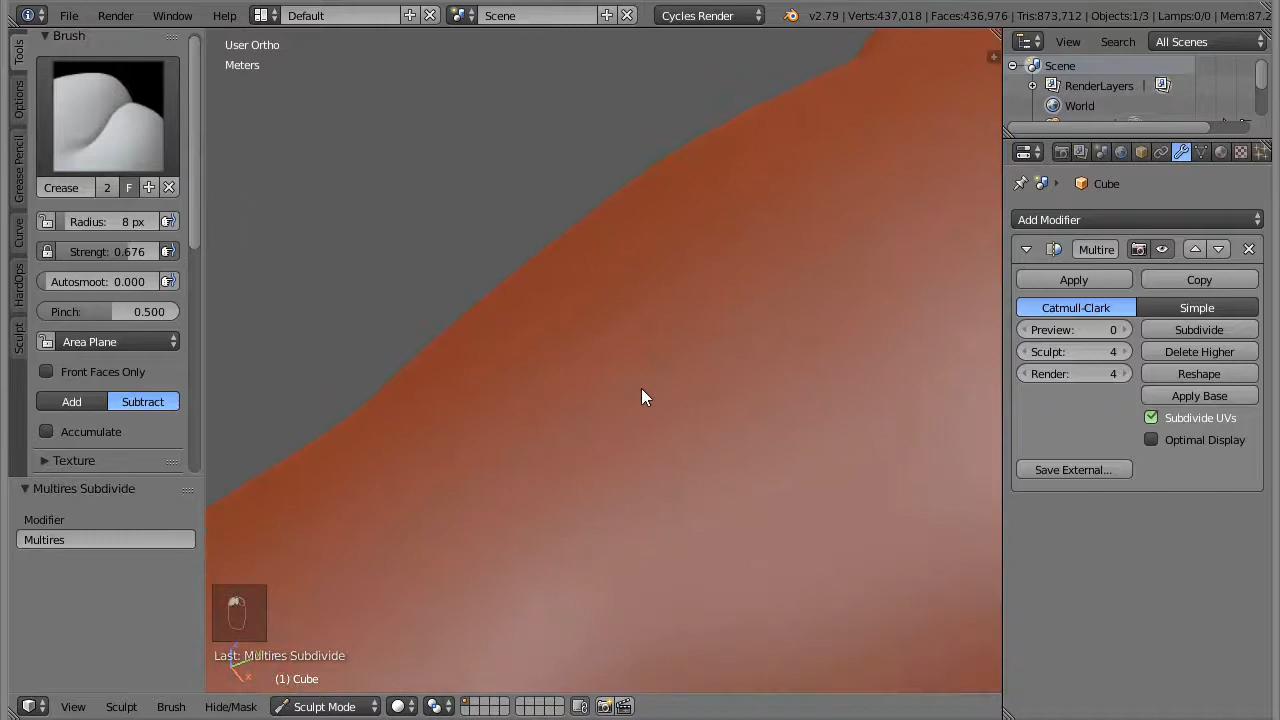 File Render Window Help Default Scene Cycles Render v2.79 | Verts:437,018 | Faces:436,976 | Tris:873,712 | Objects:1/3 | Lamps:0/0 | Mem:87.2
Brush
Tools
Options
Grease Pencil
Curve
HardOps
Sculpt
Crease 2 F
Radius: 8 px
Strengt: 0.676
Autosmoot: 0.000
Pinch: 0.500
Area Plane
Front Faces Only
Add Subtract
Accumulate
Texture
Multires Subdivide
Modifier
Multires
User Ortho
Meters
Last: Multires Subdivide
(1) Cube
View Sculpt Brush Hide/Mask Sculpt Mode
View Search All Scenes
Scene
RenderLayers
World
Cube
Add Modifier
Multire
Apply Copy
Catmull-Clark Simple
Preview: 0 Subdivide
Sculpt: 4 Delete Higher
Render: 4 Reshape
Apply Base
Subdivide UVs
Optimal Display
Save External...